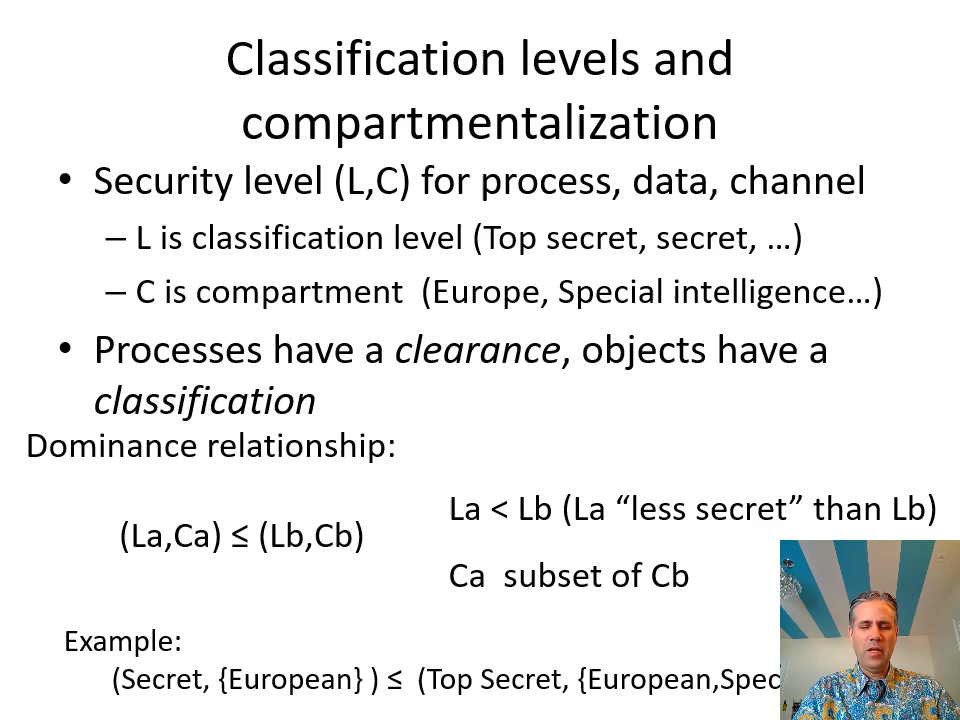 Classification levels and
compartmentalization
• Security level (L,C) for process, data, channel
– L is classification level (Top secret, secret, …)
– C is compartment (Europe, Special intelligence…)
• Processes have a clearance, objects have a
classification
Dominance relationship:
La < Lb (La “less secret” than Lb)
(La,Ca) ≤ (Lb,Cb)
Ca subset of Cb
Example:
(Secret, {European} ) ≤ (Top Secret, {European,Spec